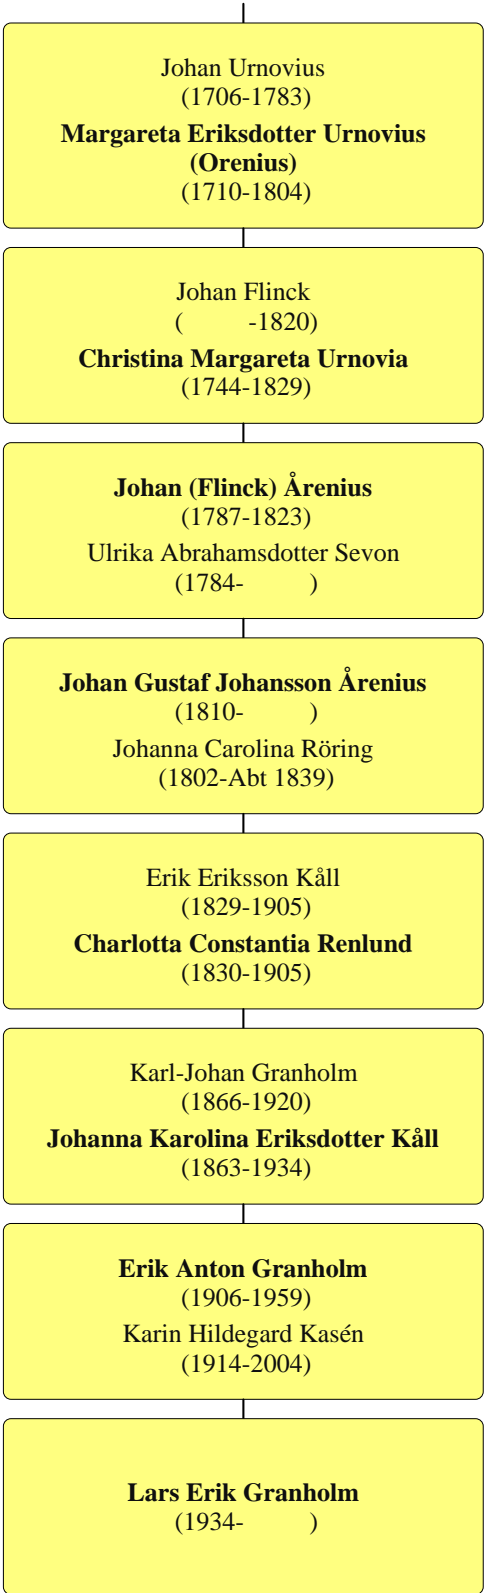 Johan Urnovius
(1706-1783)
Margareta Eriksdotter Urnovius
(Orenius)
(1710-1804)
Johan Flinck
(          -1820)
Christina Margareta Urnovia
(1744-1829)
Johan (Flinck) Årenius
(1787-1823)
Ulrika Abrahamsdotter Sevon
(1784-          )
Johan Gustaf Johansson Årenius
(1810-          )
Johanna Carolina Röring
(1802-Abt 1839)
Erik Eriksson Kåll
(1829-1905)
Charlotta Constantia Renlund
(1830-1905)
Karl-Johan Granholm
(1866-1920)
Johanna Karolina Eriksdotter Kåll
(1863-1934)
Erik Anton Granholm
(1906-1959)
Karin Hildegard Kasén
(1914-2004)
Lars Erik Granholm
(1934-          )